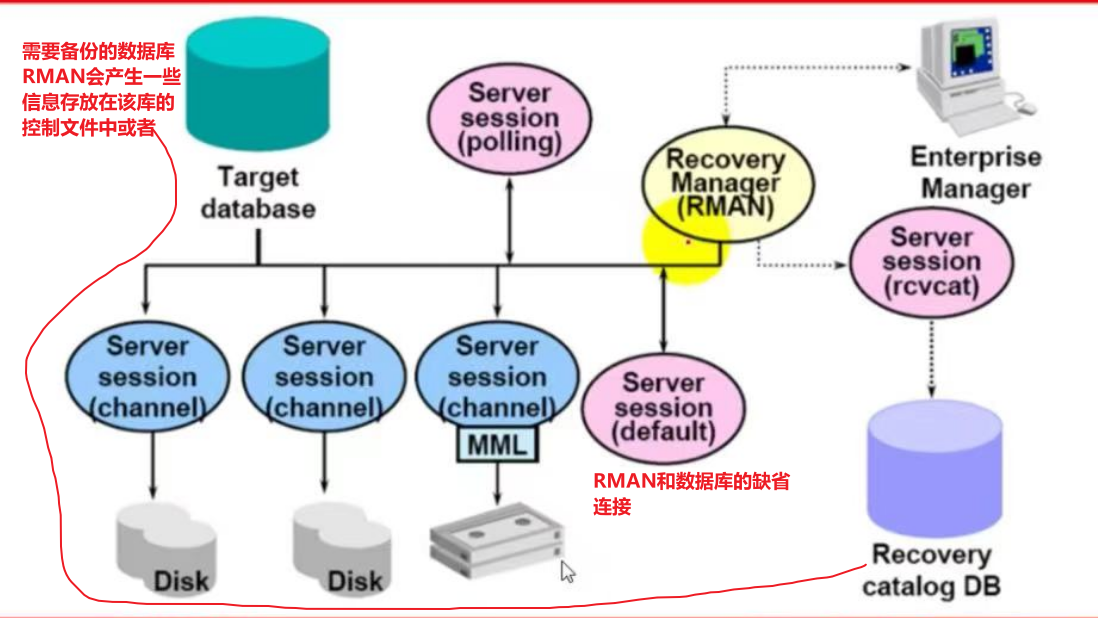 需要备份的数据库
RMAN会产生一些
信息存放在该库的
控制文件中或者
Target
database
Server
session
(polling)
Recovery
Manager
(RMAN)
Enterprise
Manager
Server
session
(rcvcat)
Server
session
(channel)
Server
session
(channel)
Server
session
(channel)
MML
Server
session
(default)
RMAN和数据库的缺省
连接
Disk
Disk
Recovery
catalog DB